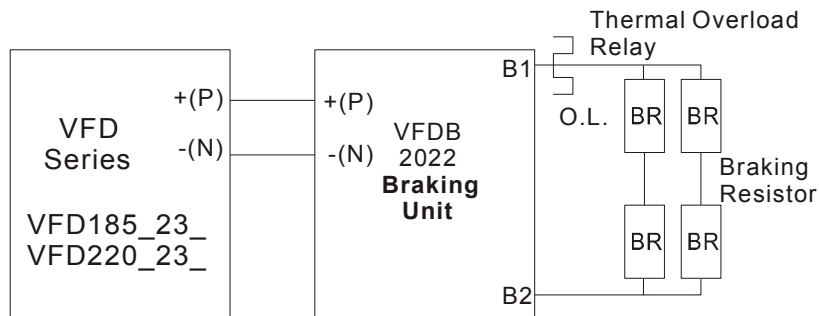 Thermal Overload
Relay
B1
+(P)
+(P)
O.L.
BR
BR
VFD
Series
-(N)
-(N)
VFDB
2022
Braking
Unit
Braking
Resistor
VFD185_23_
VFD220_23_
BR
BR
B2